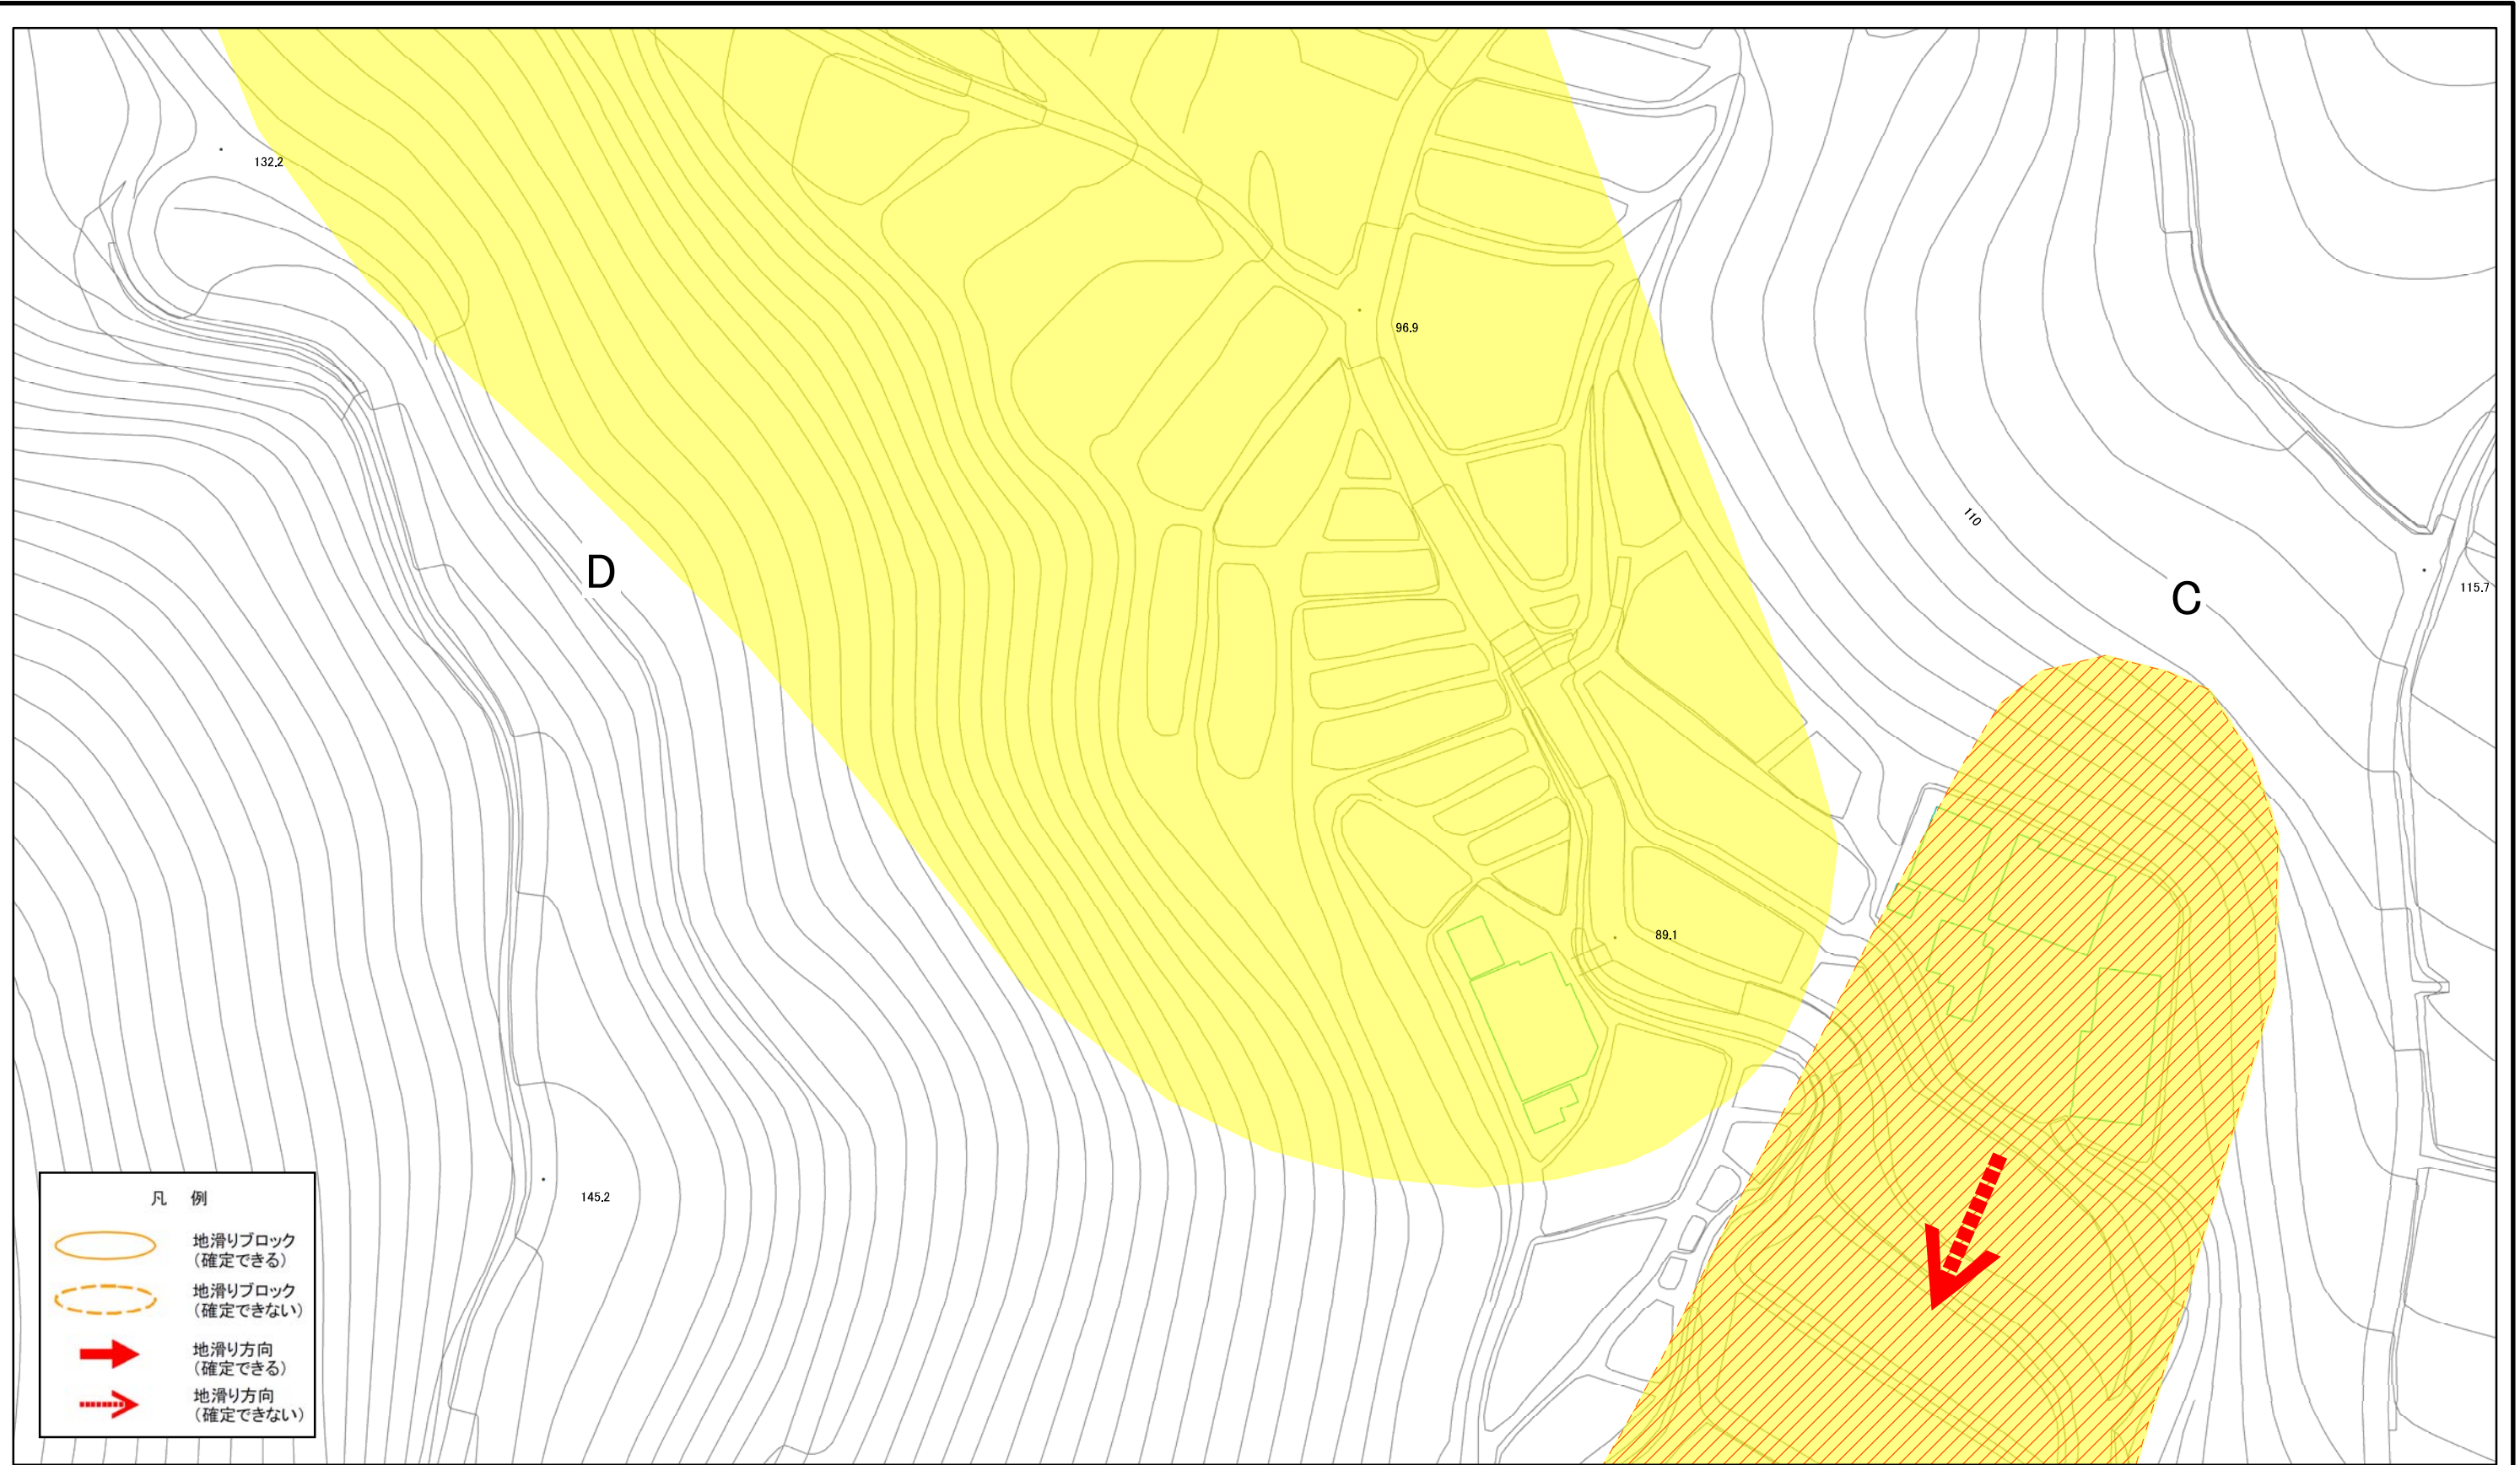 132.2
96.9
110
D
C
115.7
89.1
145.2
凡 例
地滑りブロック
(確定できる)
地滑りブロック
(確定できない)
地滑り方向
(確定できる)
地滑り方向
(確定できない)